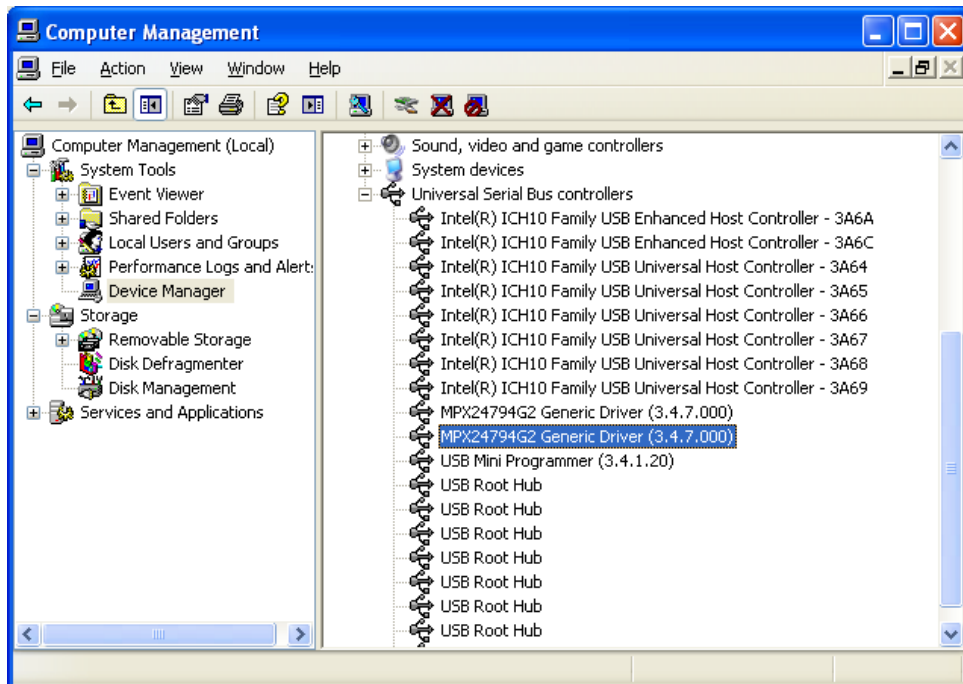 Computer Management
File Action View Window Help
Computer Management (Local)
System Tools
Event Viewer
Shared Folders
Local Users and Groups
Performance Logs and Alert:
Device Manager
Storage
Removable Storage
Disk Defragmenter
Disk Management
Services and Applications
Sound, video and game controllers
System devices
Universal Serial Bus controllers
Intel(R) ICH10 Family USB Enhanced Host Controller - 3A6A
Intel(R) ICH10 Family USB Enhanced Host Controller - 3A6C
Intel(R) ICH10 Family USB Universal Host Controller - 3A64
Intel(R) ICH10 Family USB Universal Host Controller - 3A65
Intel(R) ICH10 Family USB Universal Host Controller - 3A66
Intel(R) ICH10 Family USB Universal Host Controller - 3A67
Intel(R) ICH10 Family USB Universal Host Controller - 3A68
Intel(R) ICH10 Family USB Universal Host Controller - 3A69
MPX24794G2 Generic Driver (3.4.7.000)
MPX24794G2 Generic Driver (3.4.7.000)
USB Mini Programmer (3.4.1.20)
USB Root Hub
USB Root Hub
USB Root Hub
USB Root Hub
USB Root Hub
USB Root Hub
USB Root Hub